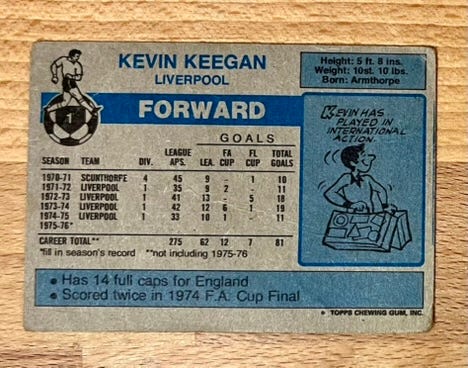 KEVIN KEEGAN
LIVERPOOL
Height: 5 ft. 8 ins.
Weight: 10st. 10 lbs.
Born: Armthorpe
1
FORWARD
GOALS
SEASON TEAM DIV. LEAGUE APS. LEA. FA CUP FL CUP TOTAL GOALS
1970-71 SCUNTHORPE 4 45 9 - 1 10
1971-72 LIVERPOOL 1 35 9 2 - 11
1972-73 LIVERPOOL 1 41 13 - 5 18
1973-74 LIVERPOOL 1 42 12 6 1 19
1974-75 LIVERPOOL 1 33 10 1 - 11
1975-76*
CAREER TOTAL** 275 62 12 7 81
*fill in season's record **not including 1975-76
KEVIN HAS
PLAYED IN
INTERNATIONAL
ACTION.
• Has 14 full caps for England
• Scored twice in 1974 F.A. Cup Final
© TOPPS CHEWING GUM, INC.